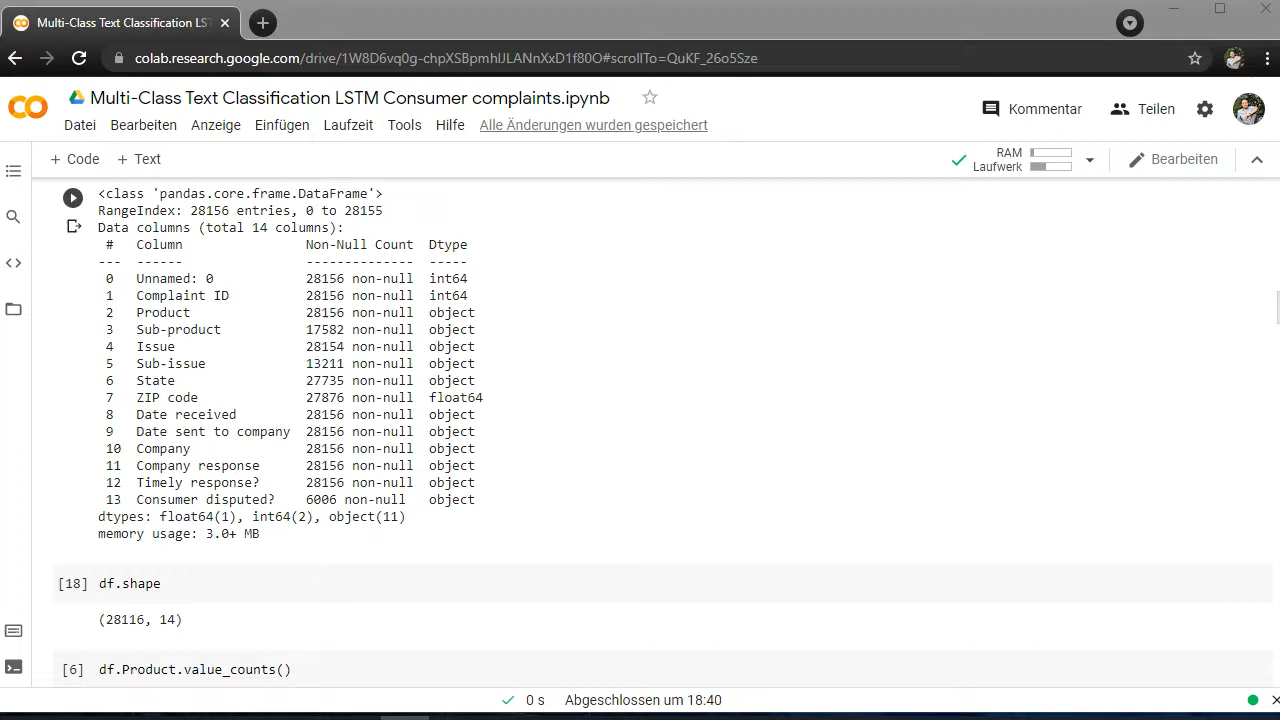 Multi-Class Text Classification LST
colab.research.google.com/drive/1W8D6vq0g-chpXSBpmhIJLANnXxD1f80O#scrollTo=QuKF_26o5Sze
Multi-Class Text Classification LSTM Consumer complaints.ipynb
Kommentar
Teilen
Datei Bearbeiten Anzeige Einfügen Laufzeit Tools Hilfe Alle Änderungen wurden gespeichert
+ Code + Text
RAM
Laufwerk
Bearbeiten
<class 'pandas.core.frame.DataFrame'>
RangeIndex: 28156 entries, 0 to 28155
Data columns (total 14 columns):
# Column Non-Null Count Dtype
--- ------ -------------- -----
0 Unnamed: 0 28156 non-null int64
1 Complaint ID 28156 non-null int64
2 Product 28156 non-null object
3 Sub-product 17582 non-null object
4 Issue 28154 non-null object
5 Sub-issue 13211 non-null object
6 State 27735 non-null object
7 ZIP code 27876 non-null float64
8 Date received 28156 non-null object
9 Date sent to company 28156 non-null object
10 Company 28156 non-null object
11 Company response 28156 non-null object
12 Timely response? 28156 non-null object
13 Consumer disputed? 6006 non-null object
dtypes: float64(1), int64(2), object(11)
memory usage: 3.0+ MB
[18] df.shape
(28116, 14)
[6] df.Product.value_counts()
0 s Abgeschlossen um 18:40